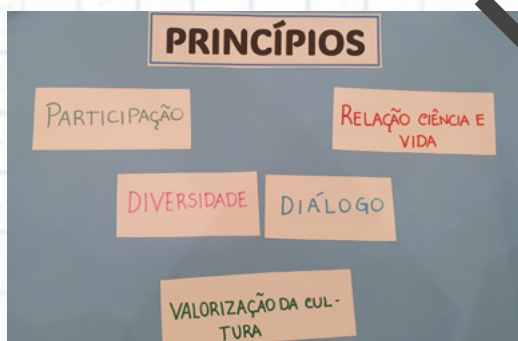 PRINCÍPIOS
PARTICIPAÇÃO
RELAÇÃO CIÊNCIA E
VIDA
DIVERSIDADE
DIÁLOGO
VALORIZAÇÃO DA CUL-
TURA